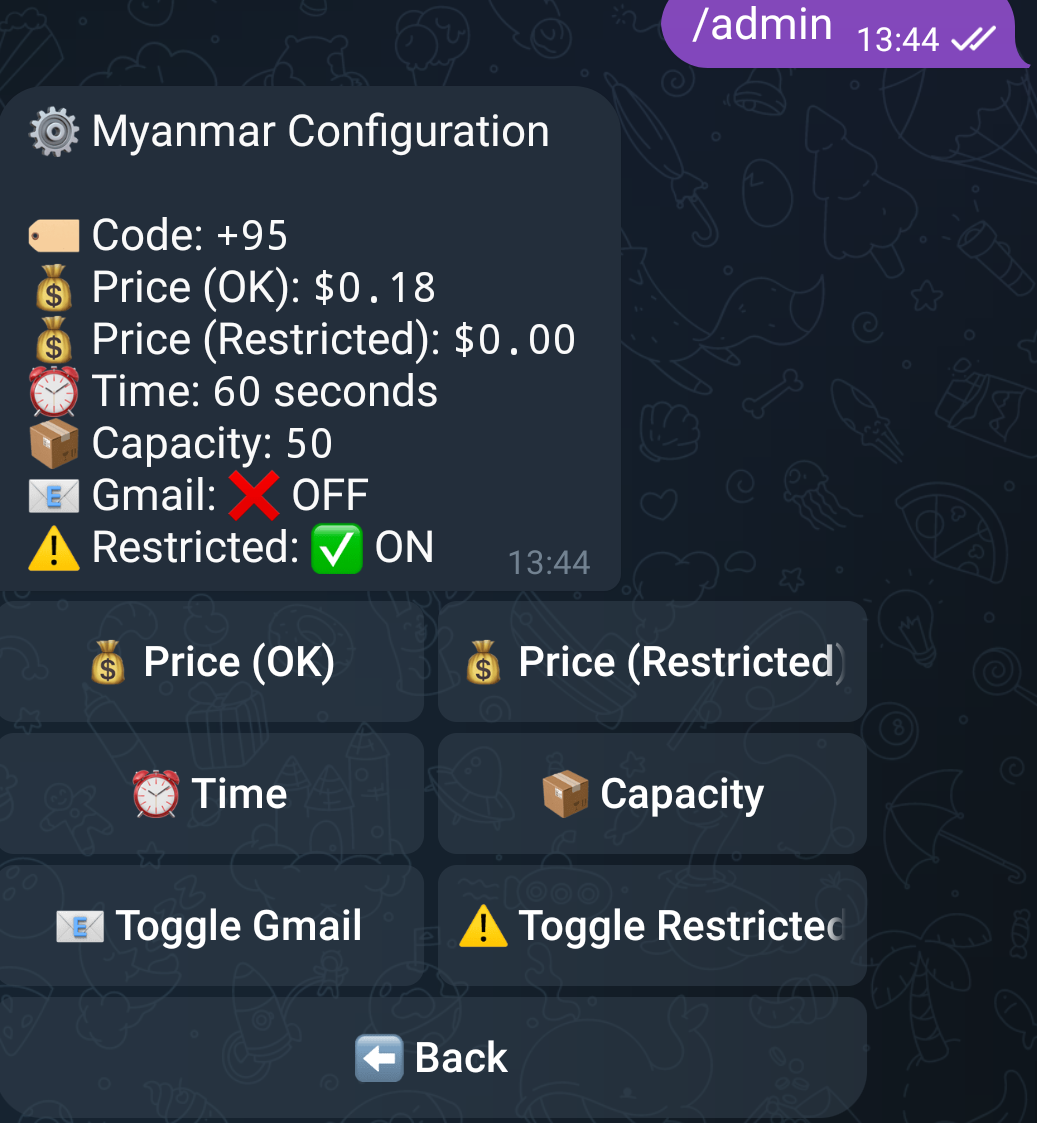 /admin 13:44
⚙️ Myanmar Configuration
🏷️ Code: +95
💰 Price (OK): $0.18
💰 Price (Restricted): $0.00
⏰ Time: 60 seconds
📦 Capacity: 50
📧 Gmail: ❌ OFF
⚠️ Restricted: ✅ ON
13:44
💰 Price (OK)
💰 Price (Restricted)
⏰ Time
📦 Capacity
📧 Toggle Gmail
⚠️ Toggle Restricted
⬅️ Back